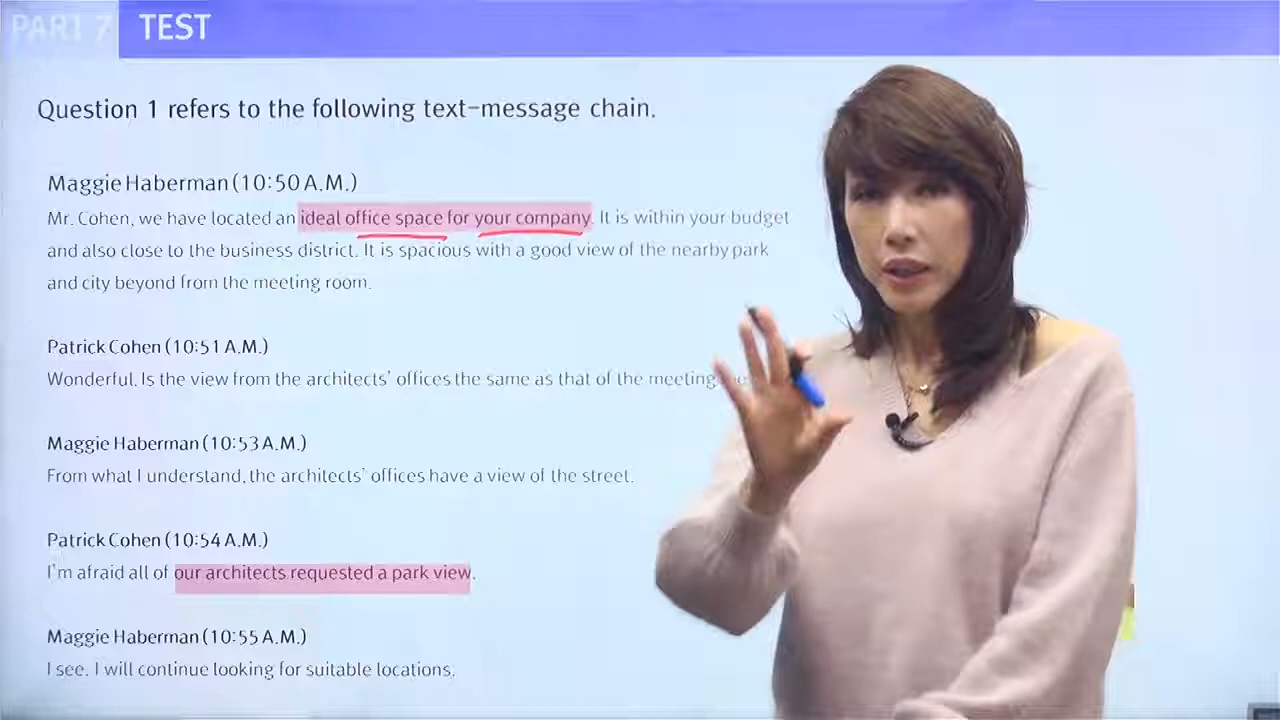 PART 7 TEST
Question 1 refers to the following text-message chain.
Maggie Haberman (10:50 A.M.)
Mr. Cohen, we have located an ideal office space for your company. It is within your budget
and also close to the business district. It is spacious with a good view of the nearby park
and city beyond from the meeting room.
Patrick Cohen (10:51 A.M.)
Wonderful. Is the view from the architects' offices the same as that of the meeting
Maggie Haberman (10:53 A.M.)
From what I understand, the architects' offices have a view of the street.
Patrick Cohen (10:54 A.M.)
I'm afraid all of our architects requested a park view.
Maggie Haberman (10:55 A.M.)
I see. I will continue looking for suitable locations.